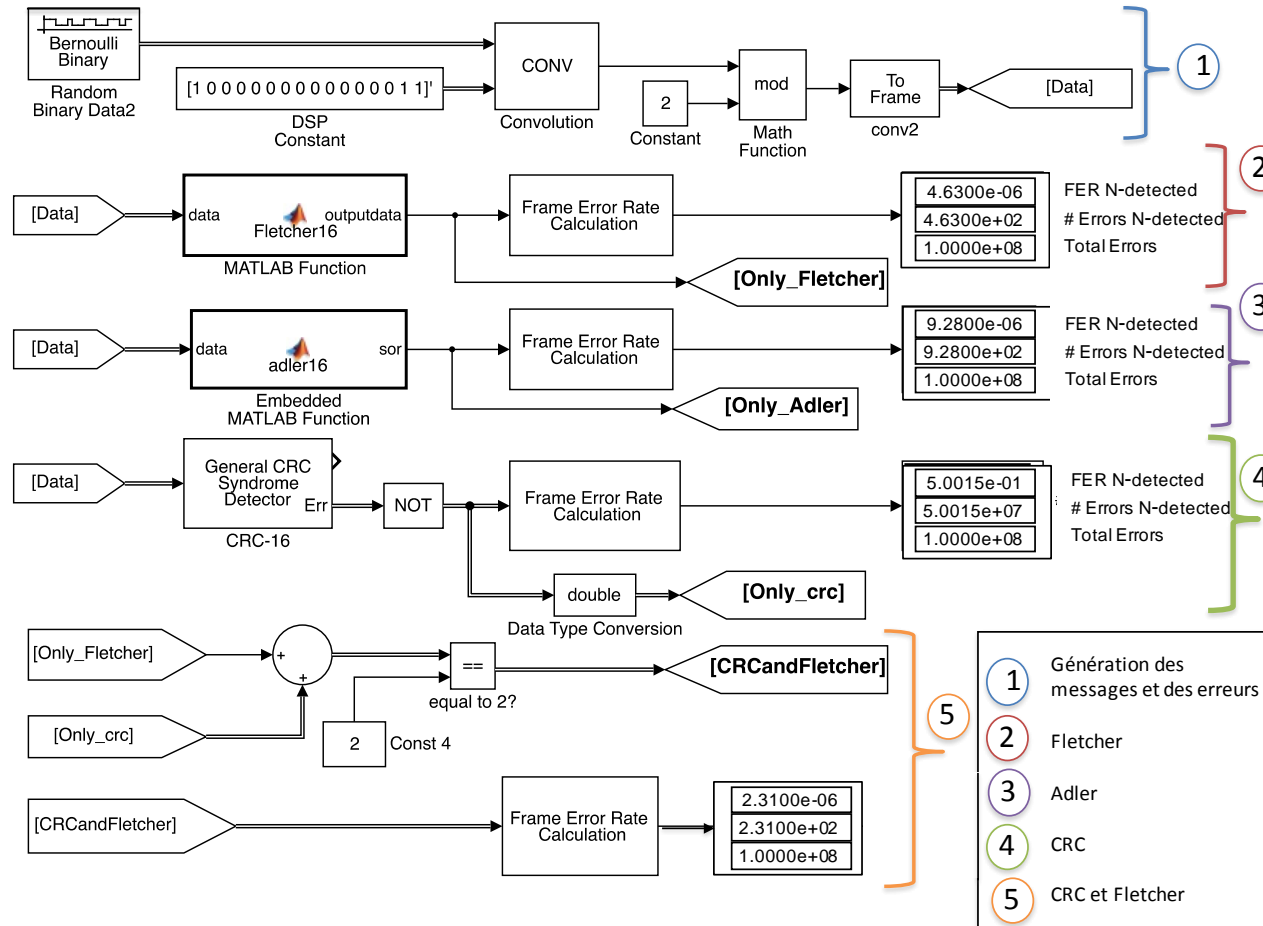 Bernoulli
Binary
Random
Binary Data2
[1 0 0 0 0 0 0 0 0 0 0 0 0 0 0 1 1]'
DSP
Constant
CONV
Convolution
2
Constant
mod
Math
Function
To
Frame
conv2
[Data]
1
[Data]
data
outputdata
Fletcher16
MATLAB Function
Frame Error Rate
Calculation
4.6300e-06
4.6300e+02
1.0000e+08
FER N-detected
# Errors N-detected
Total Errors
2
[Only_Fletcher]
[Data]
data
sor
adler16
Embedded
MATLAB Function
Frame Error Rate
Calculation
9.2800e-06
9.2800e+02
1.0000e+08
FER N-detected
# Errors N-detected
Total Errors
3
[Only_Adler]
[Data]
General CRC
Syndrome
Detector
Err
CRC-16
NOT
Frame Error Rate
Calculation
5.0015e-01
5.0015e+07
1.0000e+08
FER N-detected
# Errors N-detected
Total Errors
4
double
Data Type Conversion
[Only_crc]
[Only_Fletcher]
+
+
[Only_crc]
==
equal to 2?
2
Const 4
[CRCandFletcher]
5
[CRCandFletcher]
Frame Error Rate
Calculation
2.3100e-06
2.3100e+02
1.0000e+08
1
Génération des
messages et des erreurs
2
Fletcher
3
Adler
4
CRC
5
CRC et Fletcher